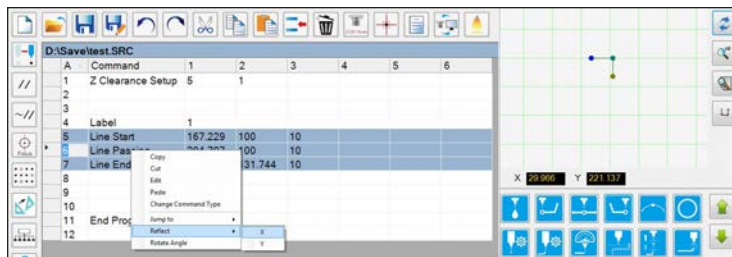 D:\Save\test.SRC
A Command 1 2 3 4 5 6
1 Z Clearance Setup 5 1
2
3
4 Label 1
5 Line Start 167.229 100 10
6 Line Passing 100 10
7 Line End 131.744 10
8
9
10
11 End Prog
12
Copy
Cut
Edit
Paste
Change Command Type
Jump to
Reflect
Rotate Angle
X
Y
X 29.966 Y 221.137
Focus